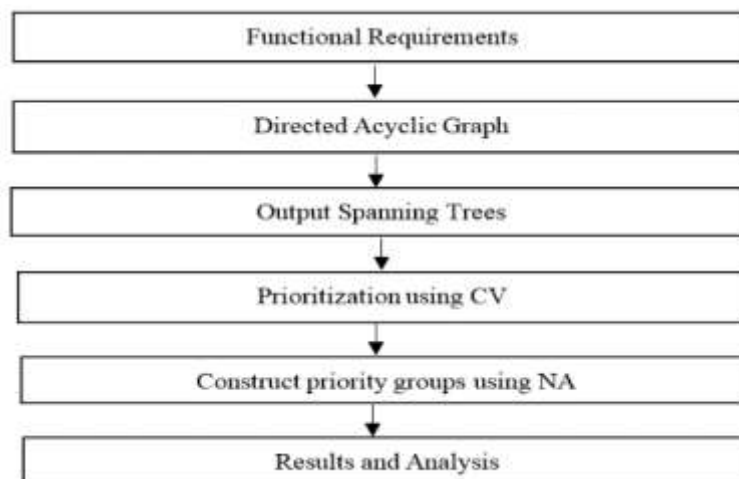 Functional Requirements
Directed Acyclic Graph
Output Spanning Trees
Prioritization using CV
Construct priority groups using NA
Results and Analysis